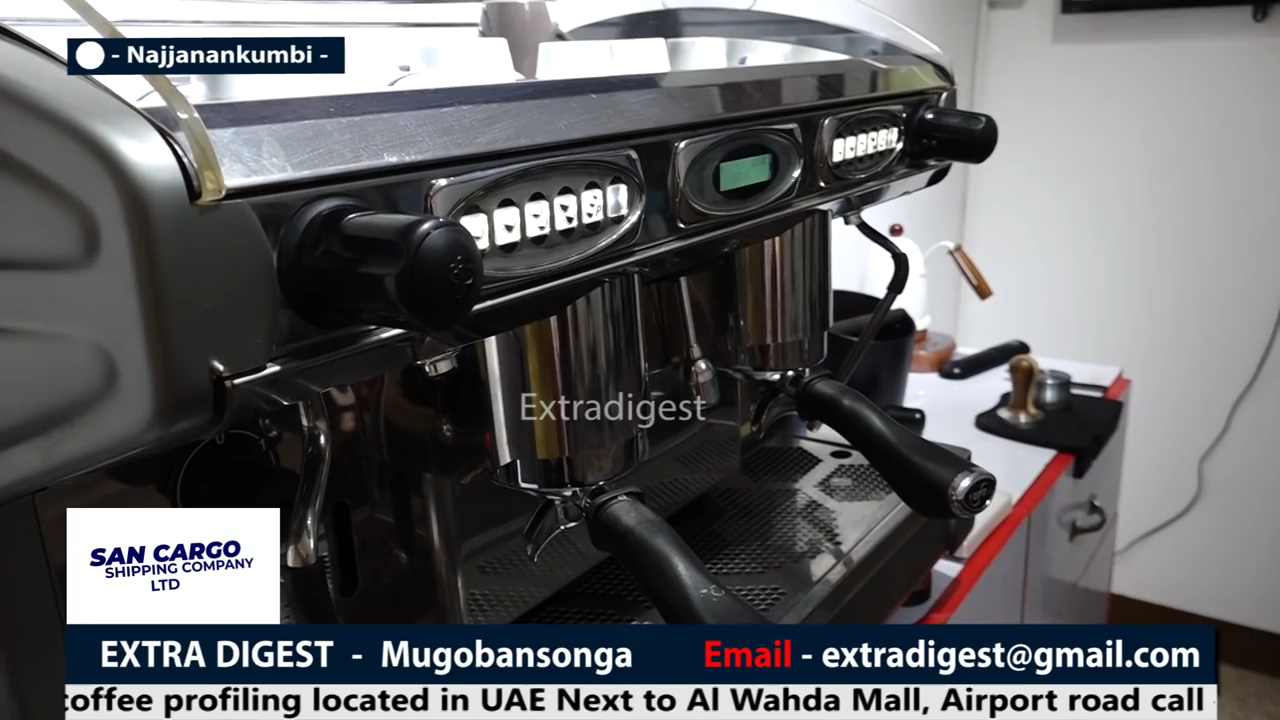 - Najjanankumbi -
Extradigest
SAN CARGO
SHIPPING COMPANY
LTD
EXTRA DIGEST - Mugobansonga Email - extradigest@gmail.com
coffee profiling located in UAE Next to Al Wahda Mall, Airport road call